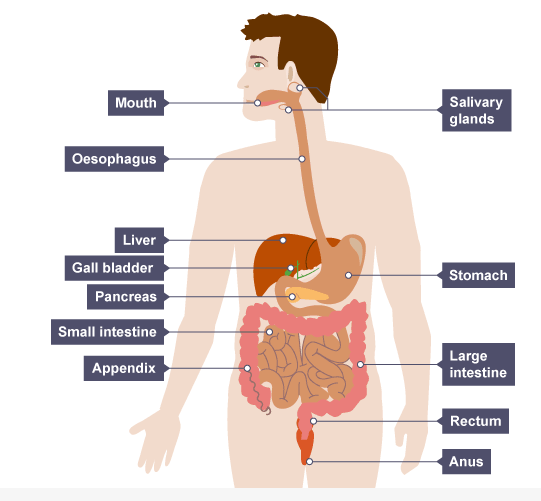 Mouth
Salivary
glands
Oesophagus
Liver
Gall bladder
Stomach
Pancreas
Small intestine
Appendix
Large
intestine
Rectum
Anus